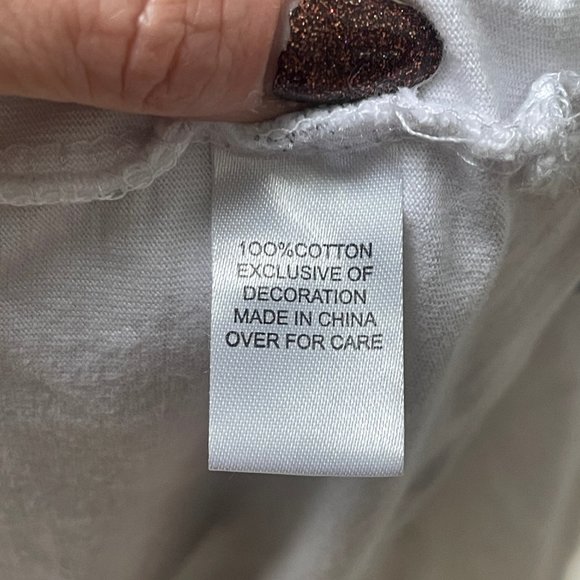 100%COTTON
EXCLUSIVE OF
DECORATION
MADE IN CHINA
OVER FOR CARE